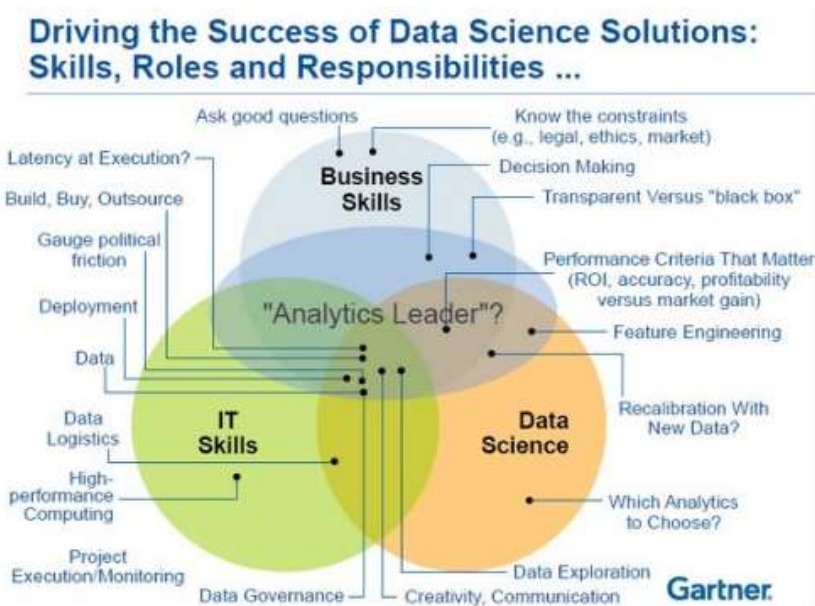 Driving the Success of Data Science Solutions:
Skills, Roles and Responsibilities ...
Ask good questions
Know the constraints
(e.g., legal, ethics, market)
Latency at Execution?
Decision Making
Business
Skills
Build, Buy, Outsource
Transparent Versus "black box"
Gauge political
friction
Performance Criteria That Matter
(ROI, accuracy, profitability
versus market gain)
Deployment
"Analytics Leader"?
Feature Engineering
Data
IT
Skills
Data
Science
Recalibration With
New Data?
Data
Logistics
High-
performance
Computing
Which Analytics
to Choose?
Project
Execution/Monitoring
Data Exploration
Data Governance
Creativity, Communication
Gartner.